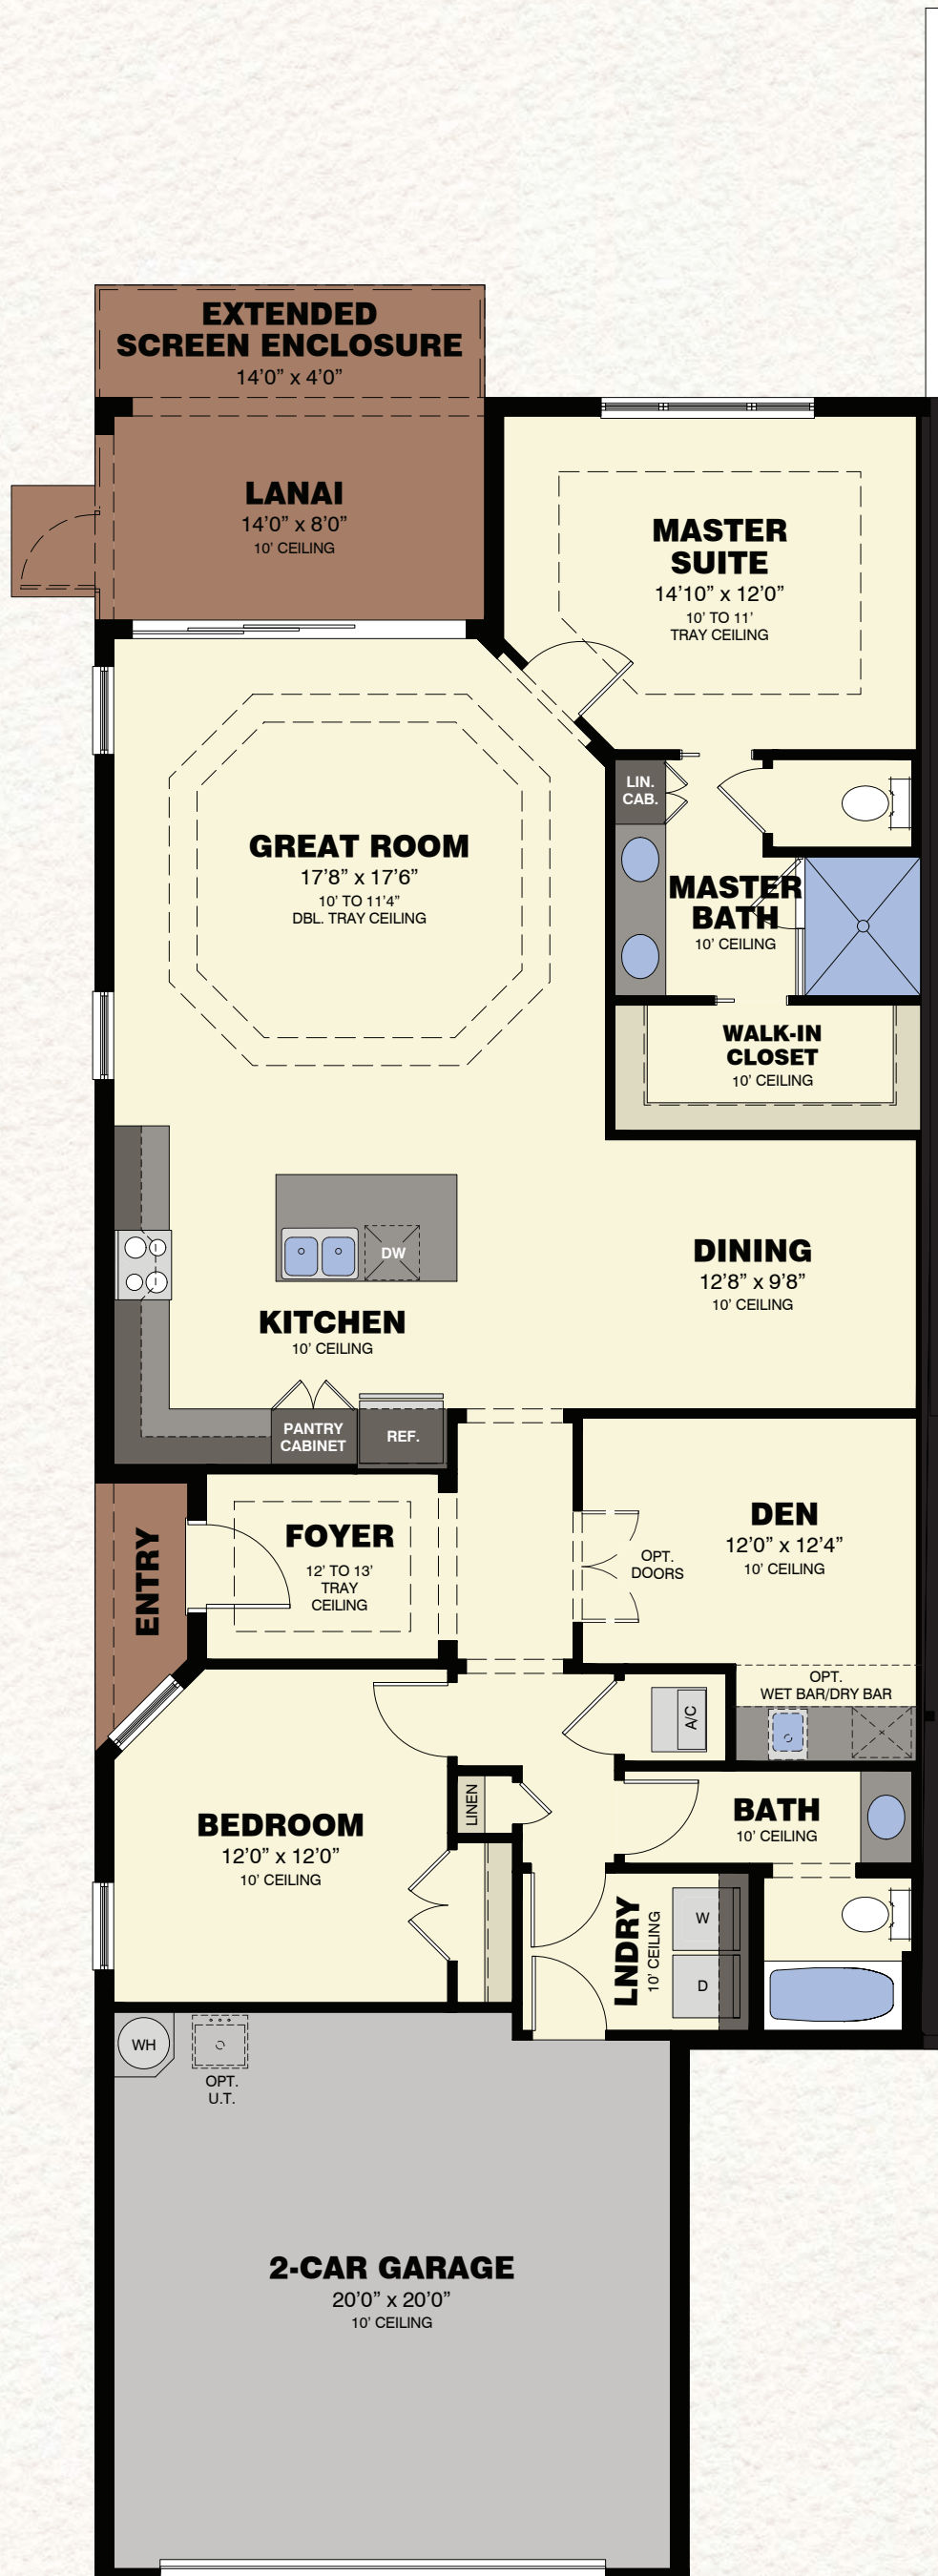 EXTENDED
SCREEN ENCLOSURE
14’0” x 4’0”
LANAI
14’0” x 8’0”
10’ CEILING
MASTER
SUITE
14’10” x 12’0”
10’ TO 11’
TRAY CEILING
GREAT ROOM
17’8” x 17’6”
10’ TO 11’4”
DBL. TRAY CEILING
LIN.
CAB.
MASTER
BATH
10’ CEILING
WALK-IN
CLOSET
10’ CEILING
DW
KITCHEN
10’ CEILING
DINING
12’8” x 9’8”
10’ CEILING
PANTRY
CABINET
REF.
ENTRY
FOYER
12’ TO 13’
TRAY
CEILING
DEN
12’0” x 12’4”
10’ CEILING
OPT.
DOORS
OPT.
WET BAR/DRY BAR
A/C
BEDROOM
12’0” x 12’0”
10’ CEILING
LINEN
BATH
10’ CEILING
LNDRY
10’ CEILING
W
D
WH
OPT.
U.T.
2-CAR GARAGE
20’0” x 20’0”
10’ CEILING